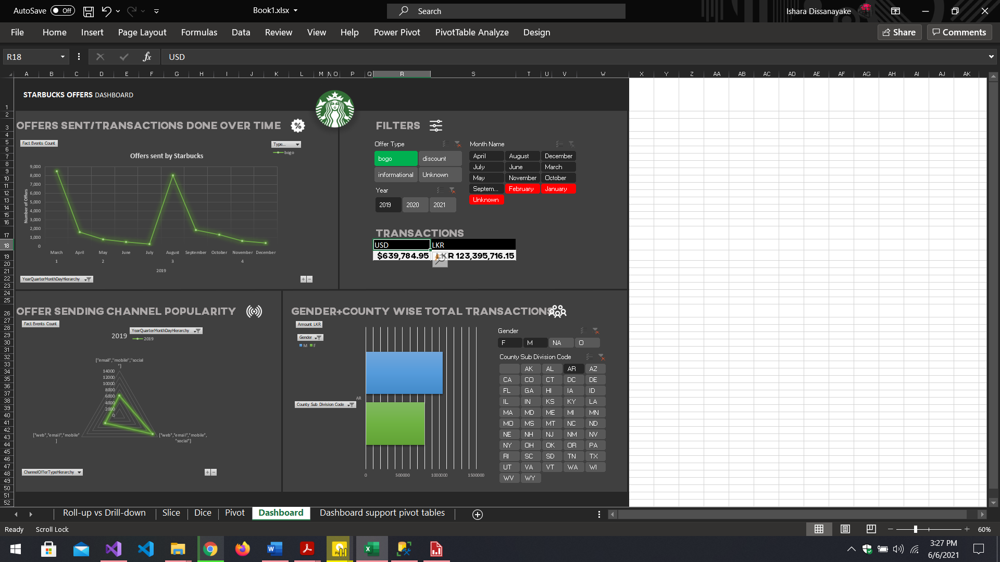 AutoSave Off Book1.xlsx Search Ishara Dissanayake
File Home Insert Page Layout Formulas Data Review View Help Power Pivot PivotTable Analyze Design Share Comments
R18 fx USD
A B C D E F G H I J K L M N O P Q R S T U V W X Y Z AA AB AC AD AE AF AG AH AI AJ AK
STARBUCKS OFFERS DASHBOARD
OFFERS SENT/TRANSACTIONS DONE OVER TIME %
Fact Events Count
Type...
bogo
Offers sent by Starbucks
Number of Offers
9,000
8,000
7,000
6,000
5,000
4,000
3,000
2,000
1,000
0
March April May June July August September October November December
1 2 3 4
2019
YearQuarterMonthDayHierarchy
FILTERS
Offer Type
bogo discount
informational Unknown
Year
2019 2020 2021
Month Name
April August December
July June March
May November October
Septem... February January
Unknown
TRANSACTIONS
USD LKR
$639,784.95 LKR 123,395,716.15
OFFER SENDING CHANNEL POPULARITY
Fact Events Count
YearQuarterMonthDayHierarchy
2019
2019
["email","mobile","social
"]
14000
12000
10000
8000
6000
4000
2000
0
["web","email","mobile"
]
["web","email","mobile",
"social"]
ChannelOfferTypeHierarchy
GENDER+COUNTY WISE TOTAL TRANSACTIONS
Amount LKR
Gender
M F
AR
County Sub Division Code
0 500000 1000000 1500000
Gender
F M NA O
County Sub Division Code
AK AL AR AZ
CA CO CT DC DE
FL GA HI IA ID
IL IN KS KY LA
MA MD ME MI MN
MO MS MT NC ND
NE NH NJ NM NV
NY OH OK OR PA
RI SC SD TN TX
UT VA VT WA WI
WV WY
1
2
3
4
5
6
7
8
9
10
11
12
13
14
15
16
17
18
19
20
21
22
23
24
25
26
27
28
29
30
31
32
33
34
35
36
37
38
39
40
41
42
43
44
45
46
47
48
49
50
51
52
Roll-up vs Drill-down Slice Dice Pivot Dashboard Dashboard support pivot tables
Ready Scroll Lock 60%
3:27 PM
6/6/2021